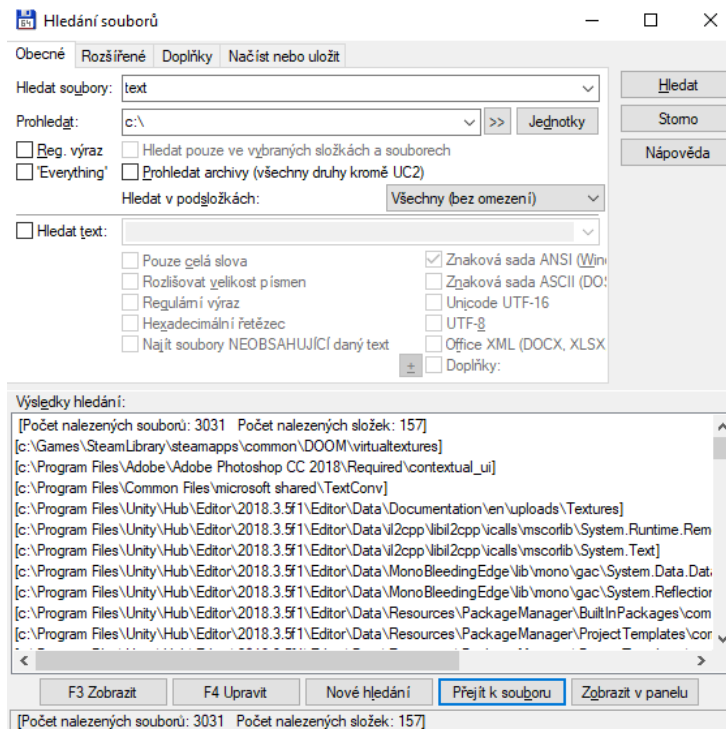 Hledání souborů
Obecné Rozšířené Doplňky Načíst nebo uložit
Hledat soubory: text Hledat
Prohledat: c:\ >> Jednotky Storno
Reg. výraz Hledat pouze ve vybraných složkách a souborech Nápověda
'Everything' Prohledat archivy (všechny druhy kromě UC2)
Hledat v podsložkách: Všechny (bez omezení)
Hledat text:
Pouze celá slova Znaková sada ANSI (Win
Rozlišovat velikost písmen Znaková sada ASCII (DOS
Regulární výraz Unicode UTF-16
Hexadecimální řetězec UTF-8
Najít soubory NEOBSAHUJÍCÍ daný text Office XML (DOCX, XLSX
± Doplňky:
Výsledky hledání:
[Počet nalezených souborů: 3031 Počet nalezených složek: 157]
[c:\Games\SteamLibrary\steamapps\common\DOOM\virtualtextures]
[c:\Program Files\Adobe\Adobe Photoshop CC 2018\Required\contextual_ui]
[c:\Program Files\Common Files\microsoft shared\TextConv]
[c:\Program Files\Unity\Hub\Editor\2018.3.5f1\Editor\Data\Documentation\en\uploads\Textures]
[c:\Program Files\Unity\Hub\Editor\2018.3.5f1\Editor\Data\il2cpp\libil2cpp\icalls\mscorlib\System.Runtime.Rem
[c:\Program Files\Unity\Hub\Editor\2018.3.5f1\Editor\Data\il2cpp\libil2cpp\icalls\mscorlib\System.Text]
[c:\Program Files\Unity\Hub\Editor\2018.3.5f1\Editor\Data\MonoBleedingEdge\lib\mono\gac\System.Data.Dat
[c:\Program Files\Unity\Hub\Editor\2018.3.5f1\Editor\Data\MonoBleedingEdge\lib\mono\gac\System.Reflection
[c:\Program Files\Unity\Hub\Editor\2018.3.5f1\Editor\Data\Resources\PackageManager\BuiltInPackages\com
[c:\Program Files\Unity\Hub\Editor\2018.3.5f1\Editor\Data\Resources\PackageManager\ProjectTemplates\con
F3 Zobrazit F4 Upravit Nové hledání Přejít k souboru Zobrazit v panelu
[Počet nalezených souborů: 3031 Počet nalezených složek: 157]